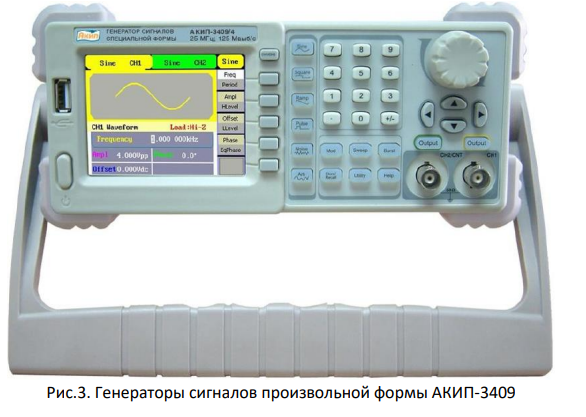 ГЕНЕРАТОР СИГНАЛОВ
СПЕЦИАЛЬНОЙ ФОРМЫ
АКИП-3409/4
25 МГц, 125 Мвыб/с
Sine CH1
Sine CH2
Sine
Freq
Period
Ampl
HLevel
Offset
LLevel
Phase
EqPhase
CH1 Waveform
Load:Hi-Z
Frequency
.000 000kHz
Ampl 4.000Vpp
0.0°
Offset 0.000Vdc
Sine
Square
Ramp
Pulse
Noise
Arb
7 8 9
4 5 6
1 2 3
. 0 +/-
Mod Sweep Burst
Store/Recall Utility Help
Output
Output
CH2/CNT
CH1
Рис.3. Генераторы сигналов произвольной формы АКИП-3409